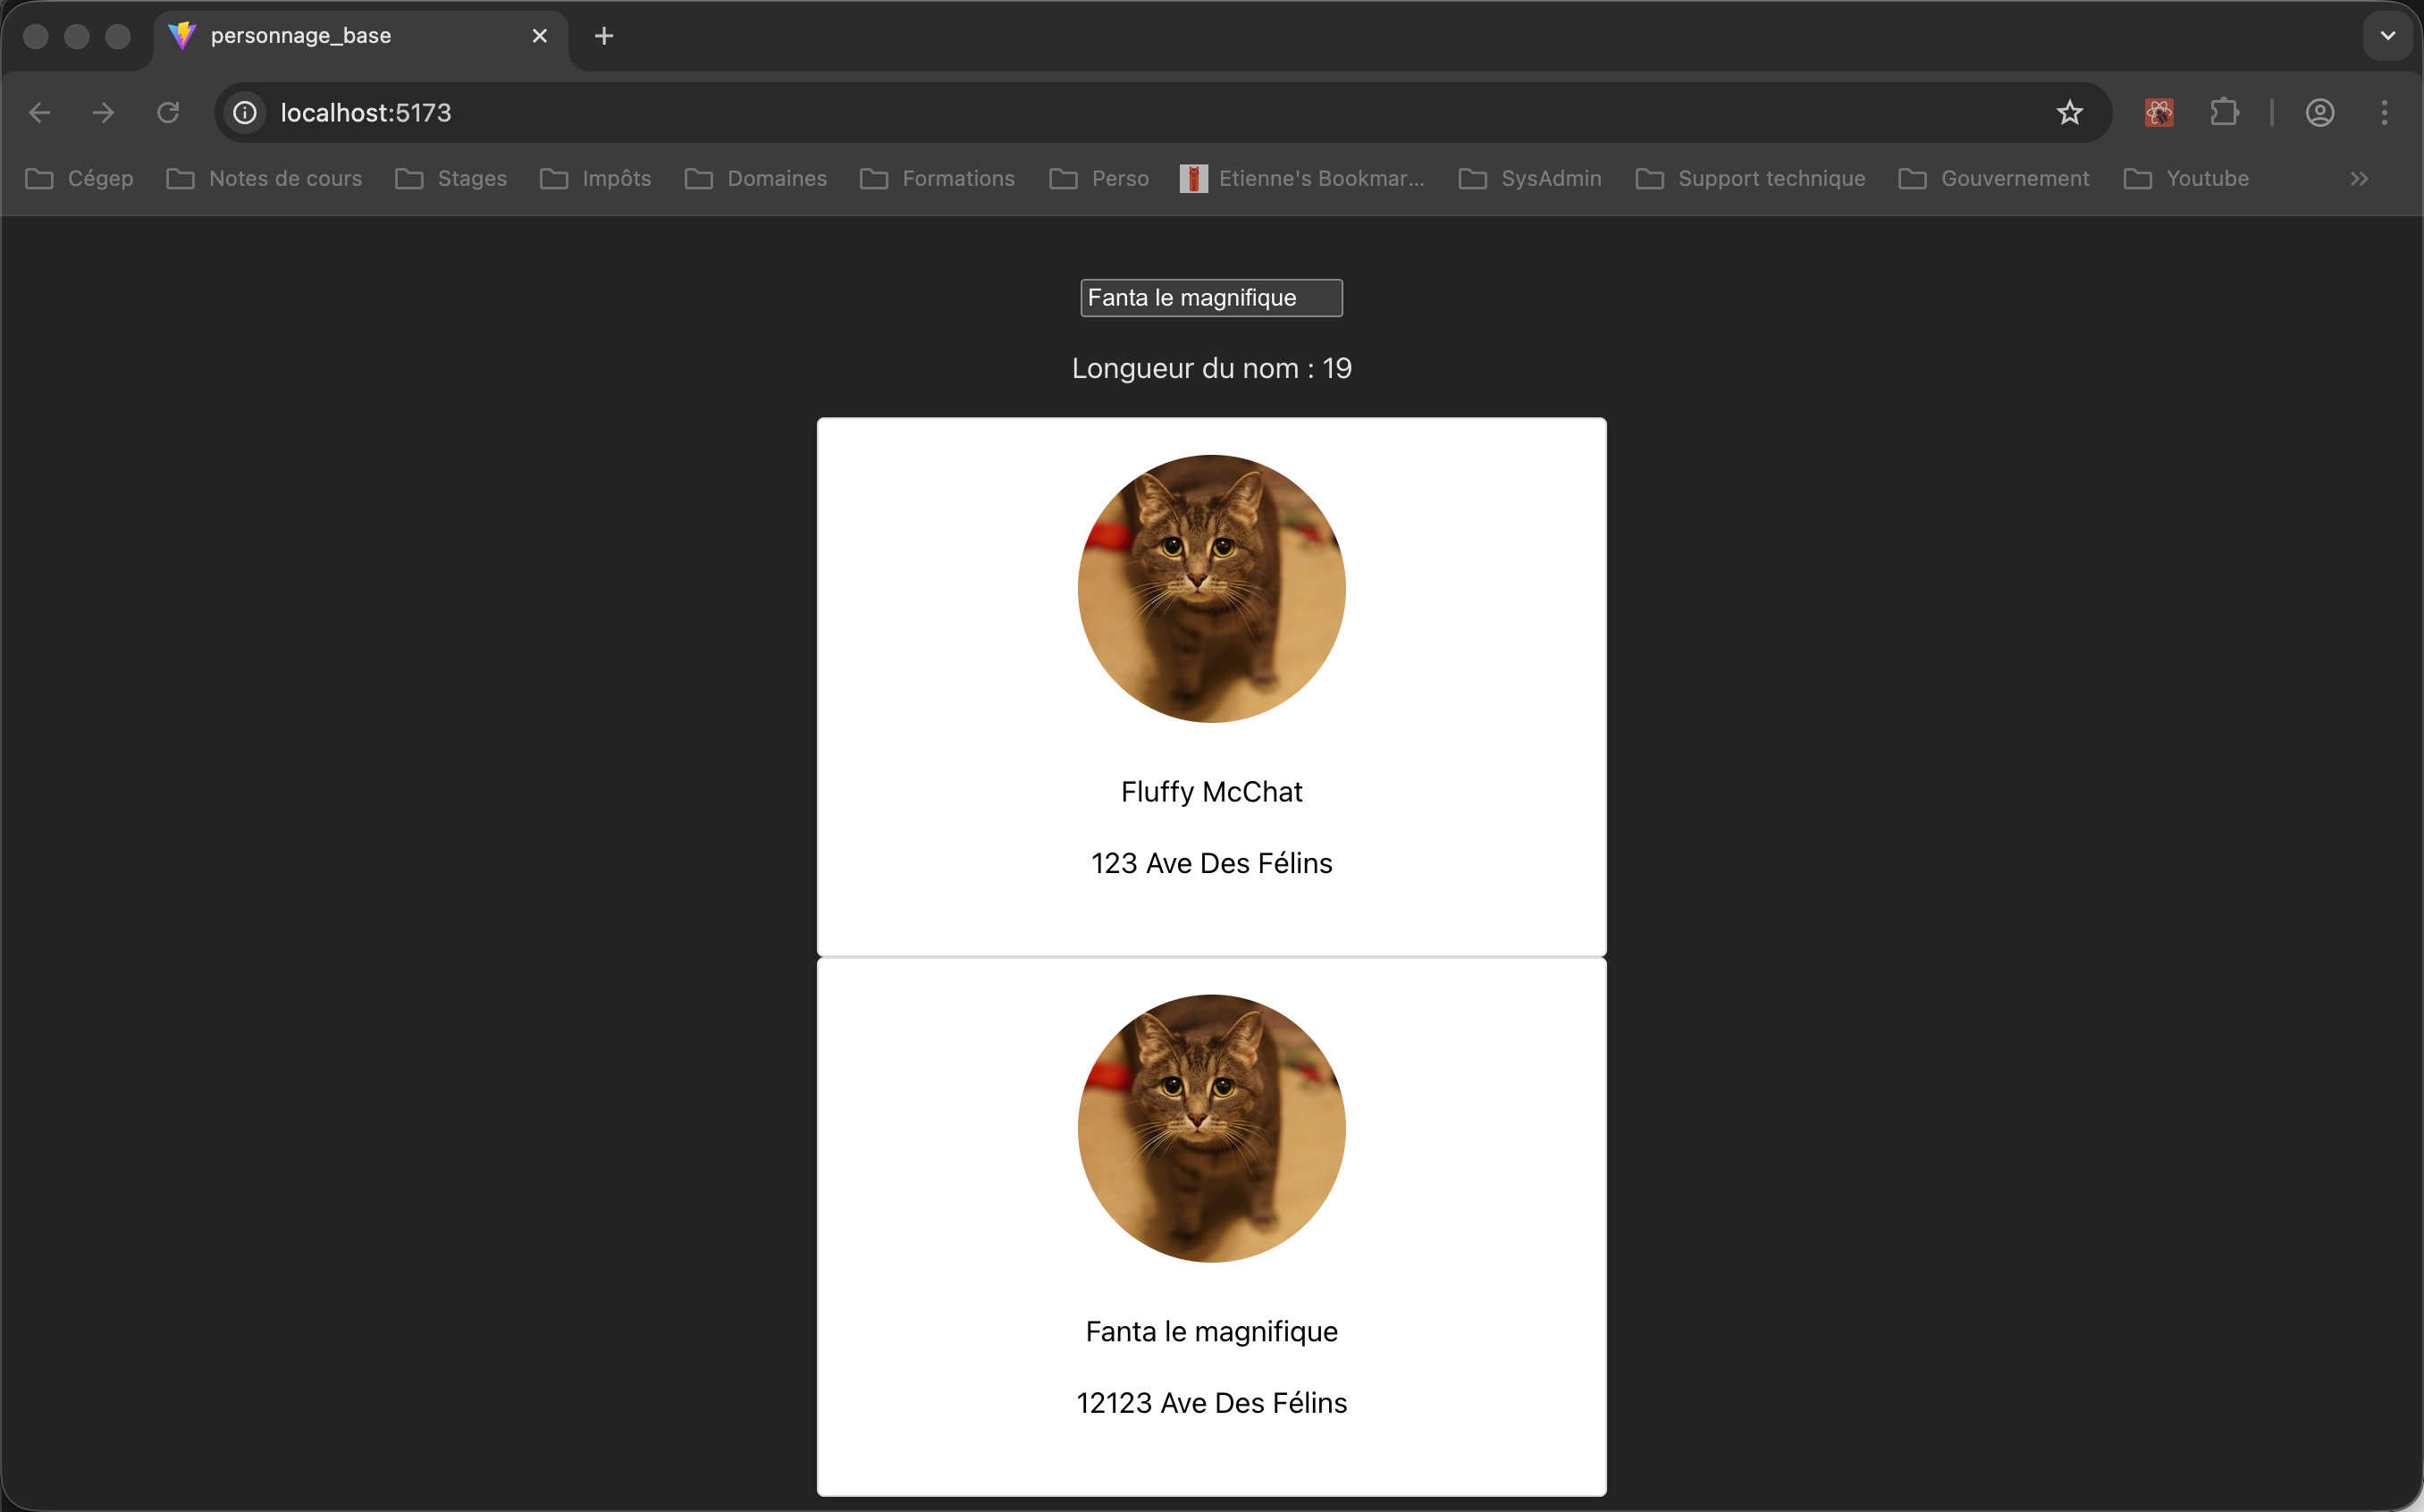 personnage_base
localhost:5173
Cégep Notes de cours Stages Impôts Domaines Formations Perso Etienne's Bookmar... SysAdmin Support technique Gouvernement Youtube
Fanta le magnifique
Longueur du nom : 19
Fluffy McChat
123 Ave Des Félins
Fanta le magnifique
12123 Ave Des Félins